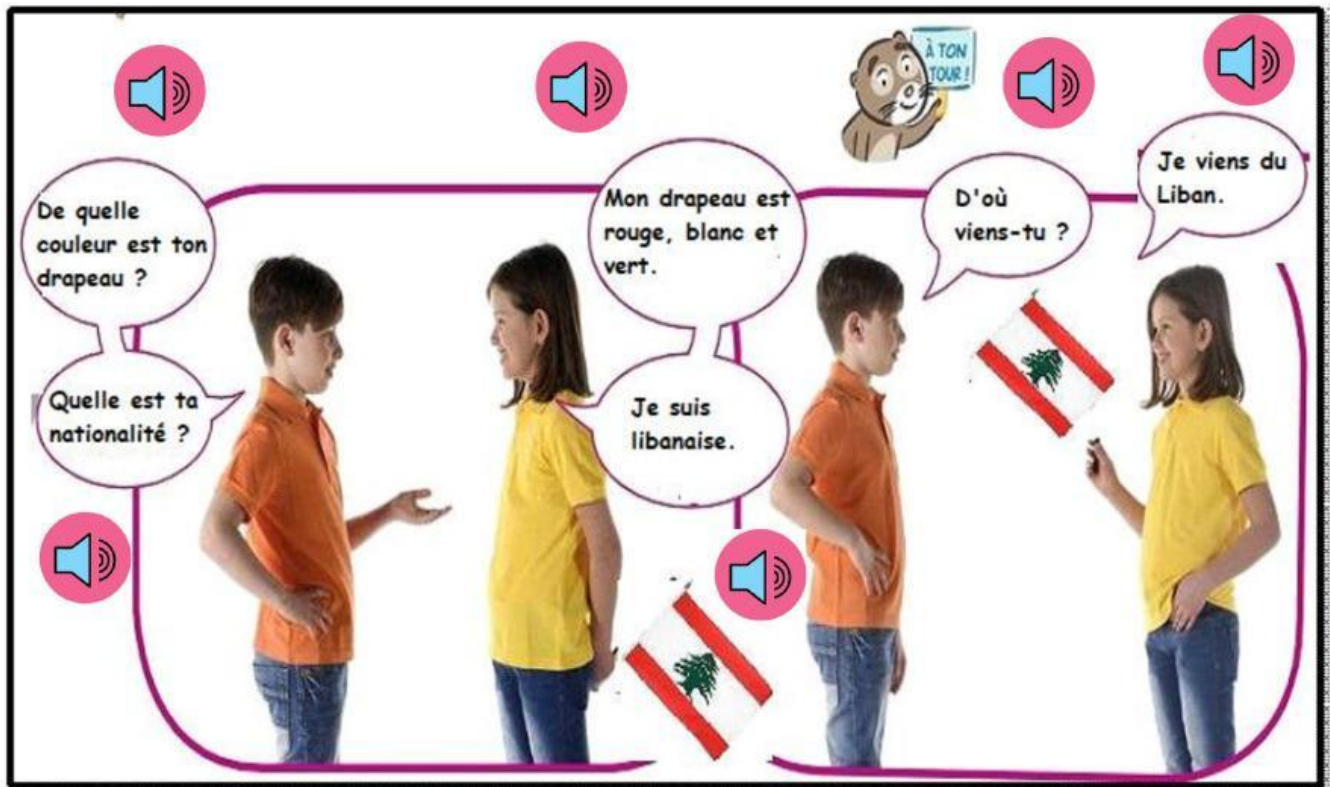 À TON
TOUR !
De quelle
couleur est ton
drapeau ?
Quelle est ta
nationalité ?
Mon drapeau est
rouge, blanc et
vert.
Je suis
libanaise.
D'où
viens-tu ?
Je viens du
Liban.